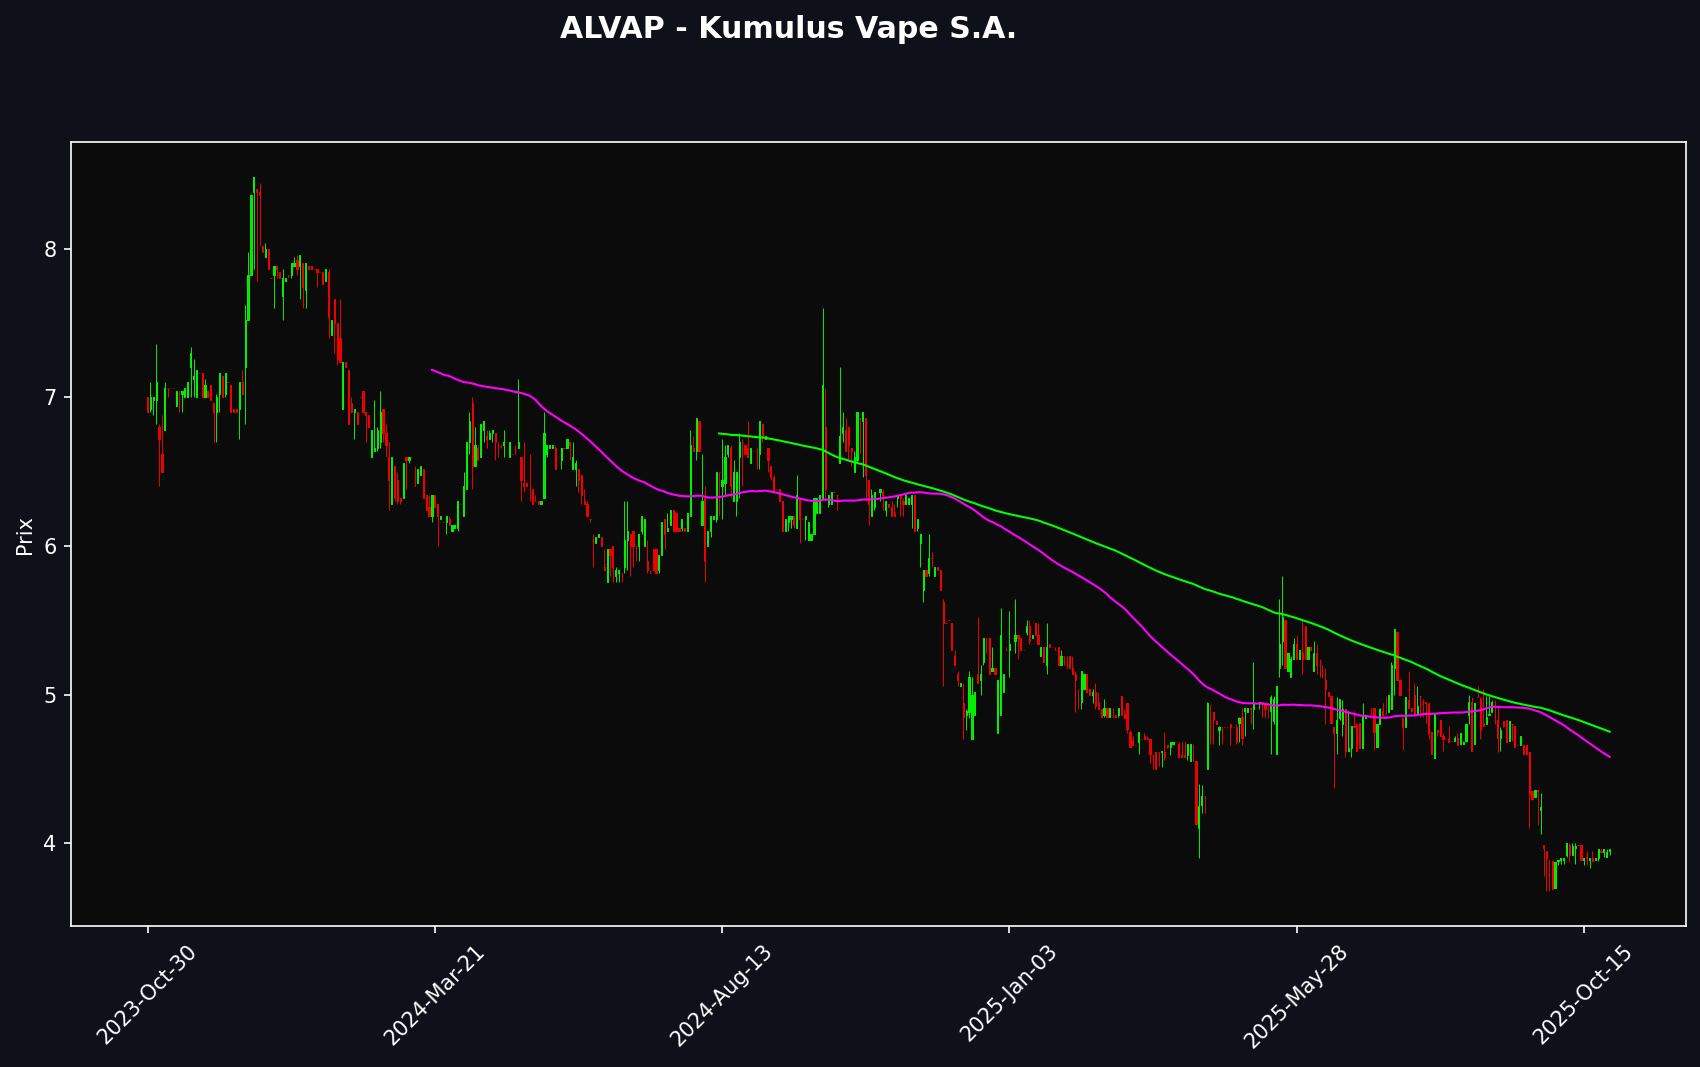 ALVAP - Kumulus Vape S.A.
Prix
8
7
6
5
4
2023-Oct-30
2024-Mar-21
2024-Aug-13
2025-Jan-03
2025-May-28
2025-Oct-15